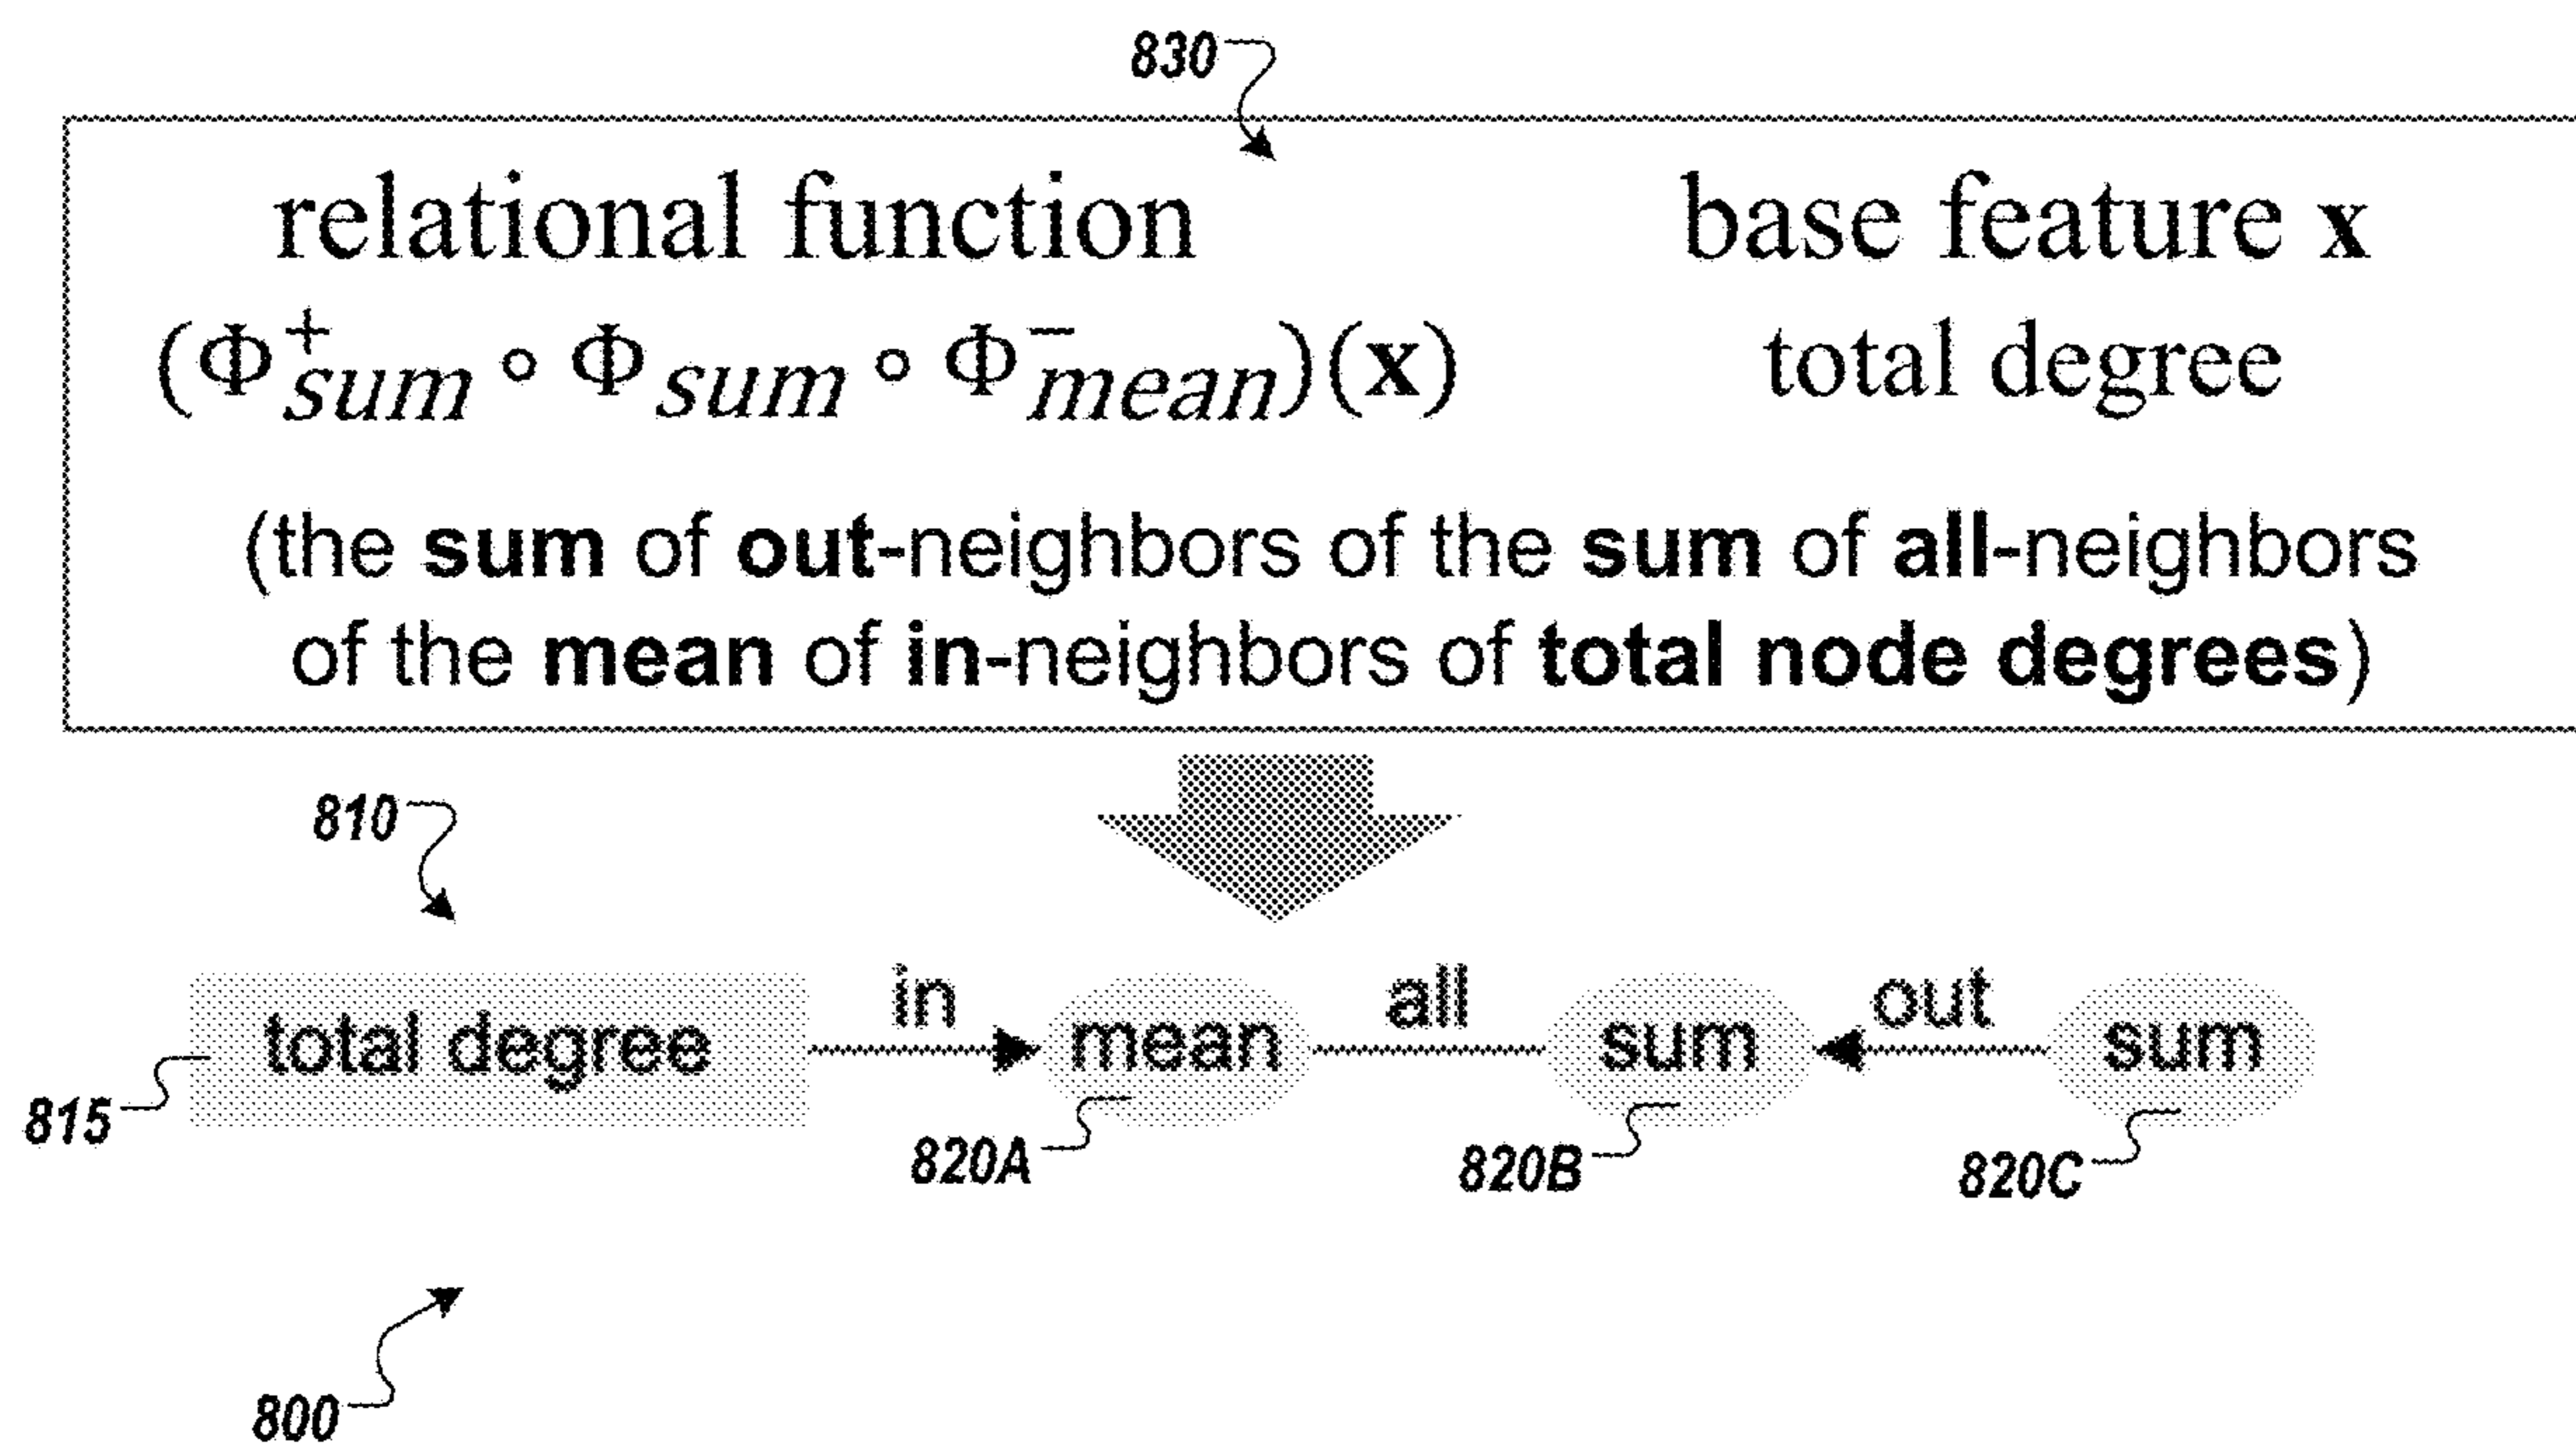 830
relational function base feature x
(Φ⁺sum ∘ Φsum ∘ Φ⁻mean)(x) total degree
(the sum of out-neighbors of the sum of all-neighbors
of the mean of in-neighbors of total node degrees)
810
in all out
total degree mean sum sum
815 820A 820B 820C
800